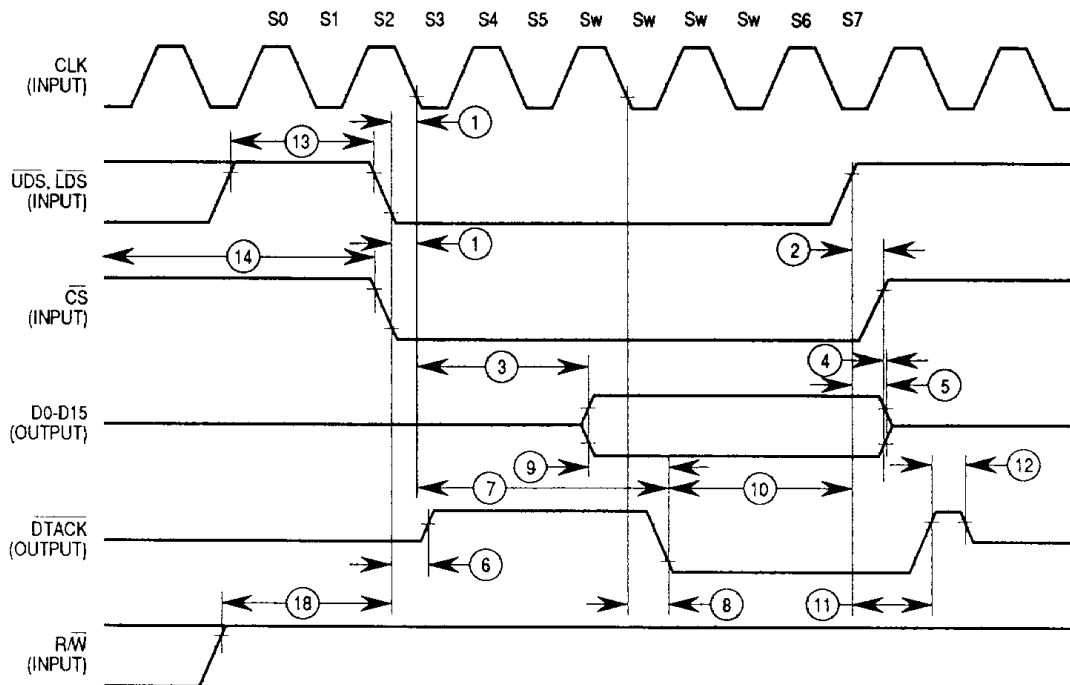 S0 S1 S2 S3 S4 S5 Sw Sw Sw Sw S6 S7
CLK
(INPUT)
1
13
UDS, LDS
(INPUT)
1
2
14
CS
(INPUT)
3
4
5
D0-D15
(OUTPUT)
9
12
7
10
DTACK
(OUTPUT)
6
18
8
11
R/W
(INPUT)